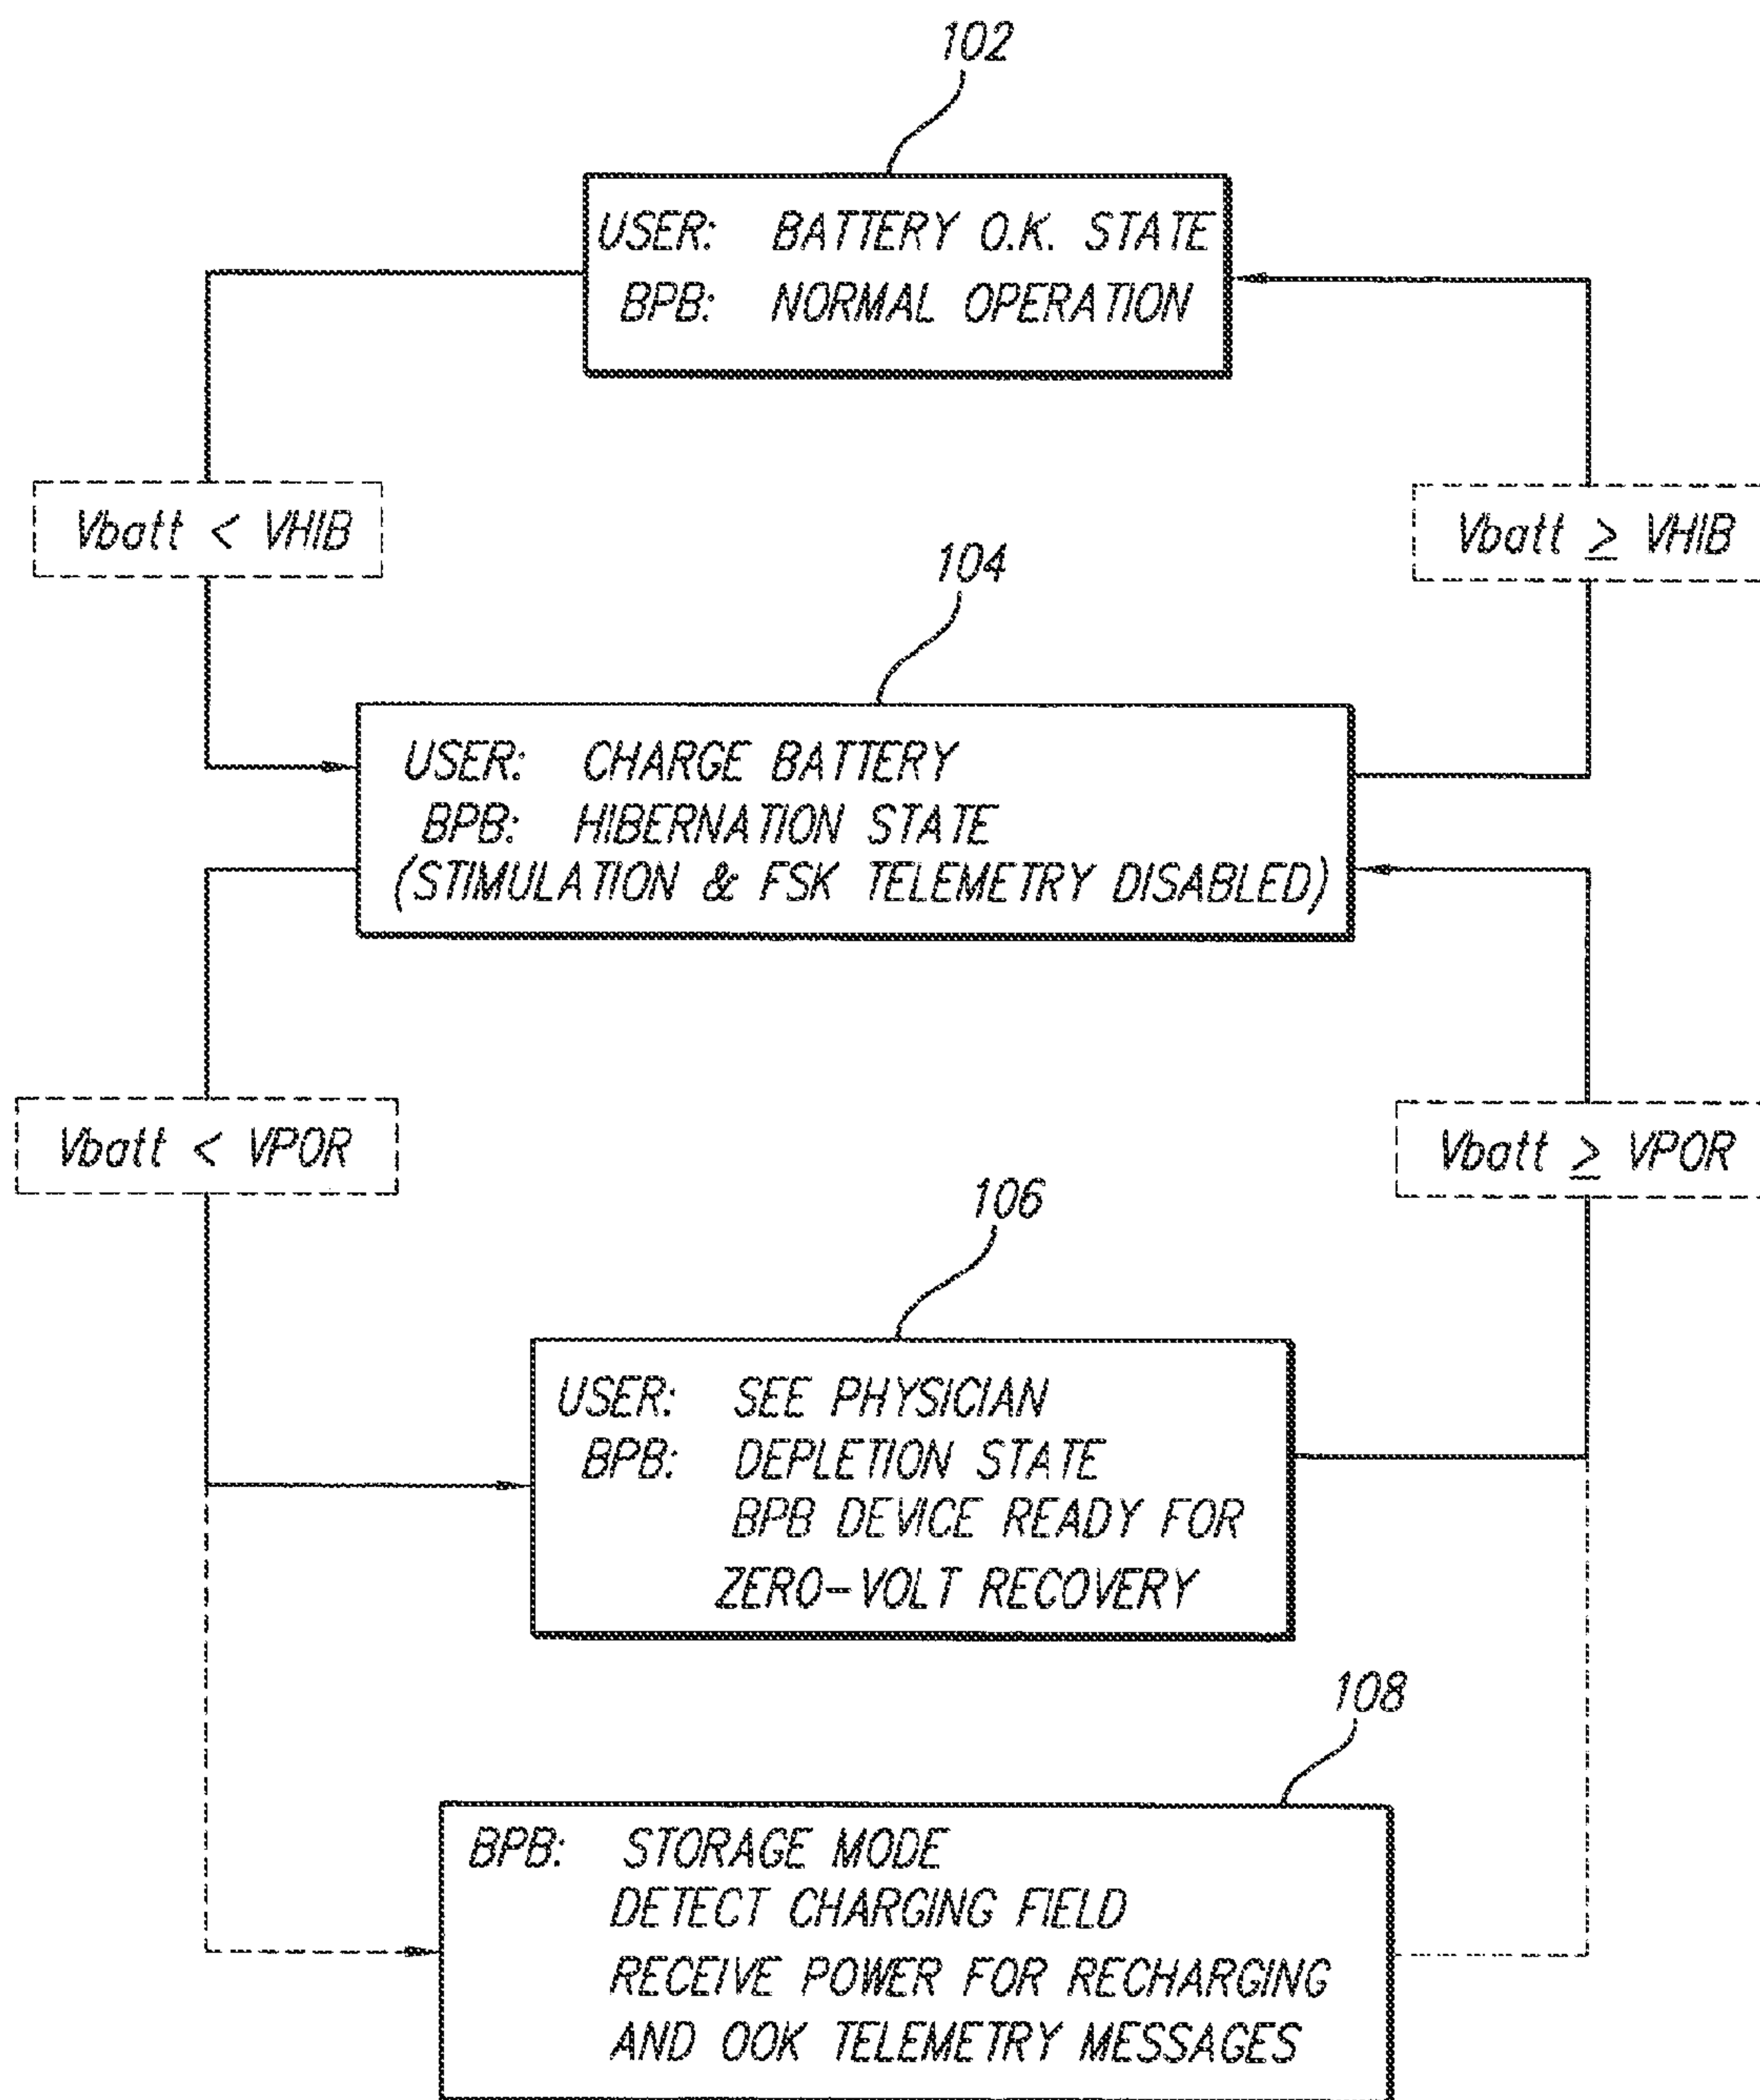 102
USER: BATTERY O.K. STATE
BPB: NORMAL OPERATION
Vbatt < VHIB
Vbatt ≥ VHIB
104
USER: CHARGE BATTERY
BPB: HIBERNATION STATE
(STIMULATION & FSK TELEMETRY DISABLED)
Vbatt < VPOR
Vbatt ≥ VPOR
106
USER: SEE PHYSICIAN
BPB: DEPLETION STATE
BPB DEVICE READY FOR
ZERO-VOLT RECOVERY
108
BPB: STORAGE MODE
DETECT CHARGING FIELD
RECEIVE POWER FOR RECHARGING
AND OOK TELEMETRY MESSAGES